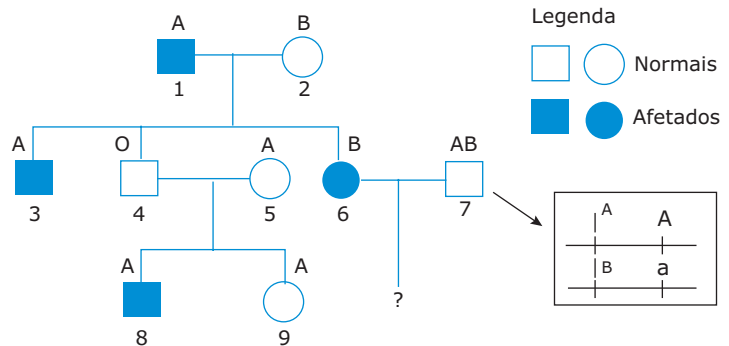 A B
1 2
Legenda
Normais
Afetados
A O A B AB
3 4 5 6 7
A A
8 9
?
A A
B a